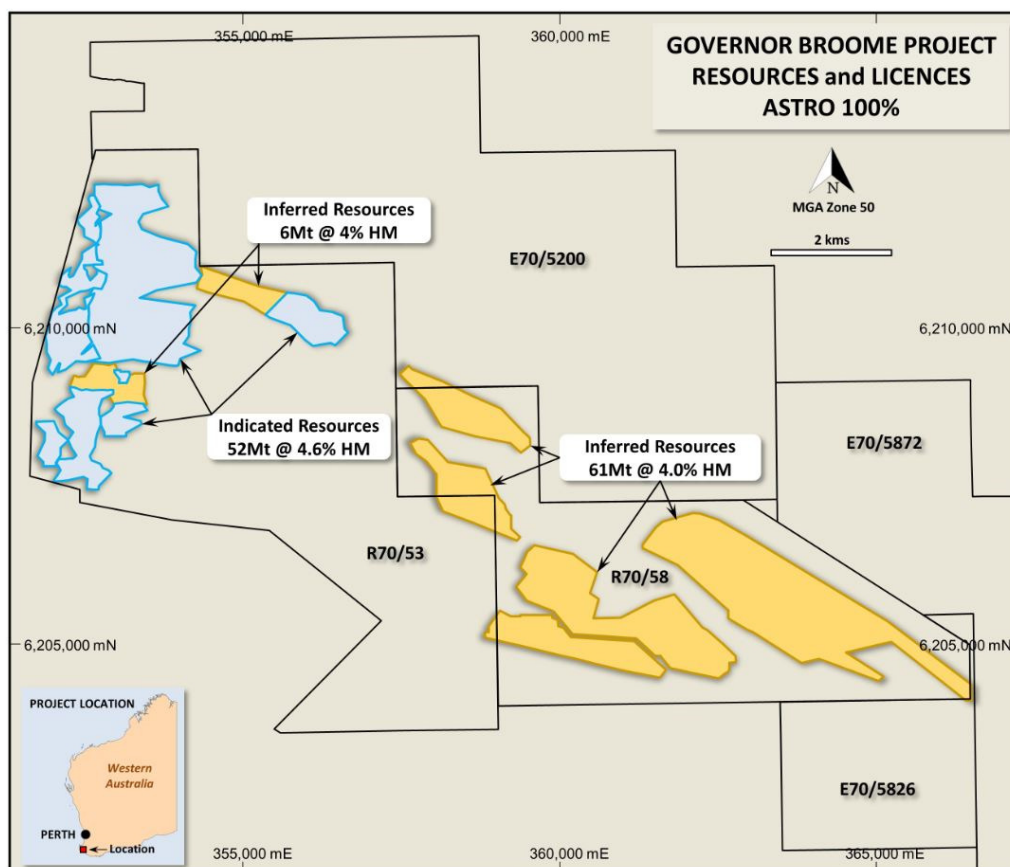 355,000 mE
360,000 mE
365,000 mE
GOVERNOR BROOME PROJECT
RESOURCES and LICENCES
ASTRO 100%
N
MGA Zone 50
2 kms
Inferred Resources
6Mt @ 4% HM
E70/5200
6,210,000 mN
6,210,000 mN
Indicated Resources
52Mt @ 4.6% HM
Inferred Resources
61Mt @ 4.0% HM
E70/5872
R70/53
R70/58
6,205,000 mN
6,205,000 mN
PROJECT LOCATION
Western
Australia
PERTH
Location
E70/5826
355,000 mE
360,000 mE
365,000 mE